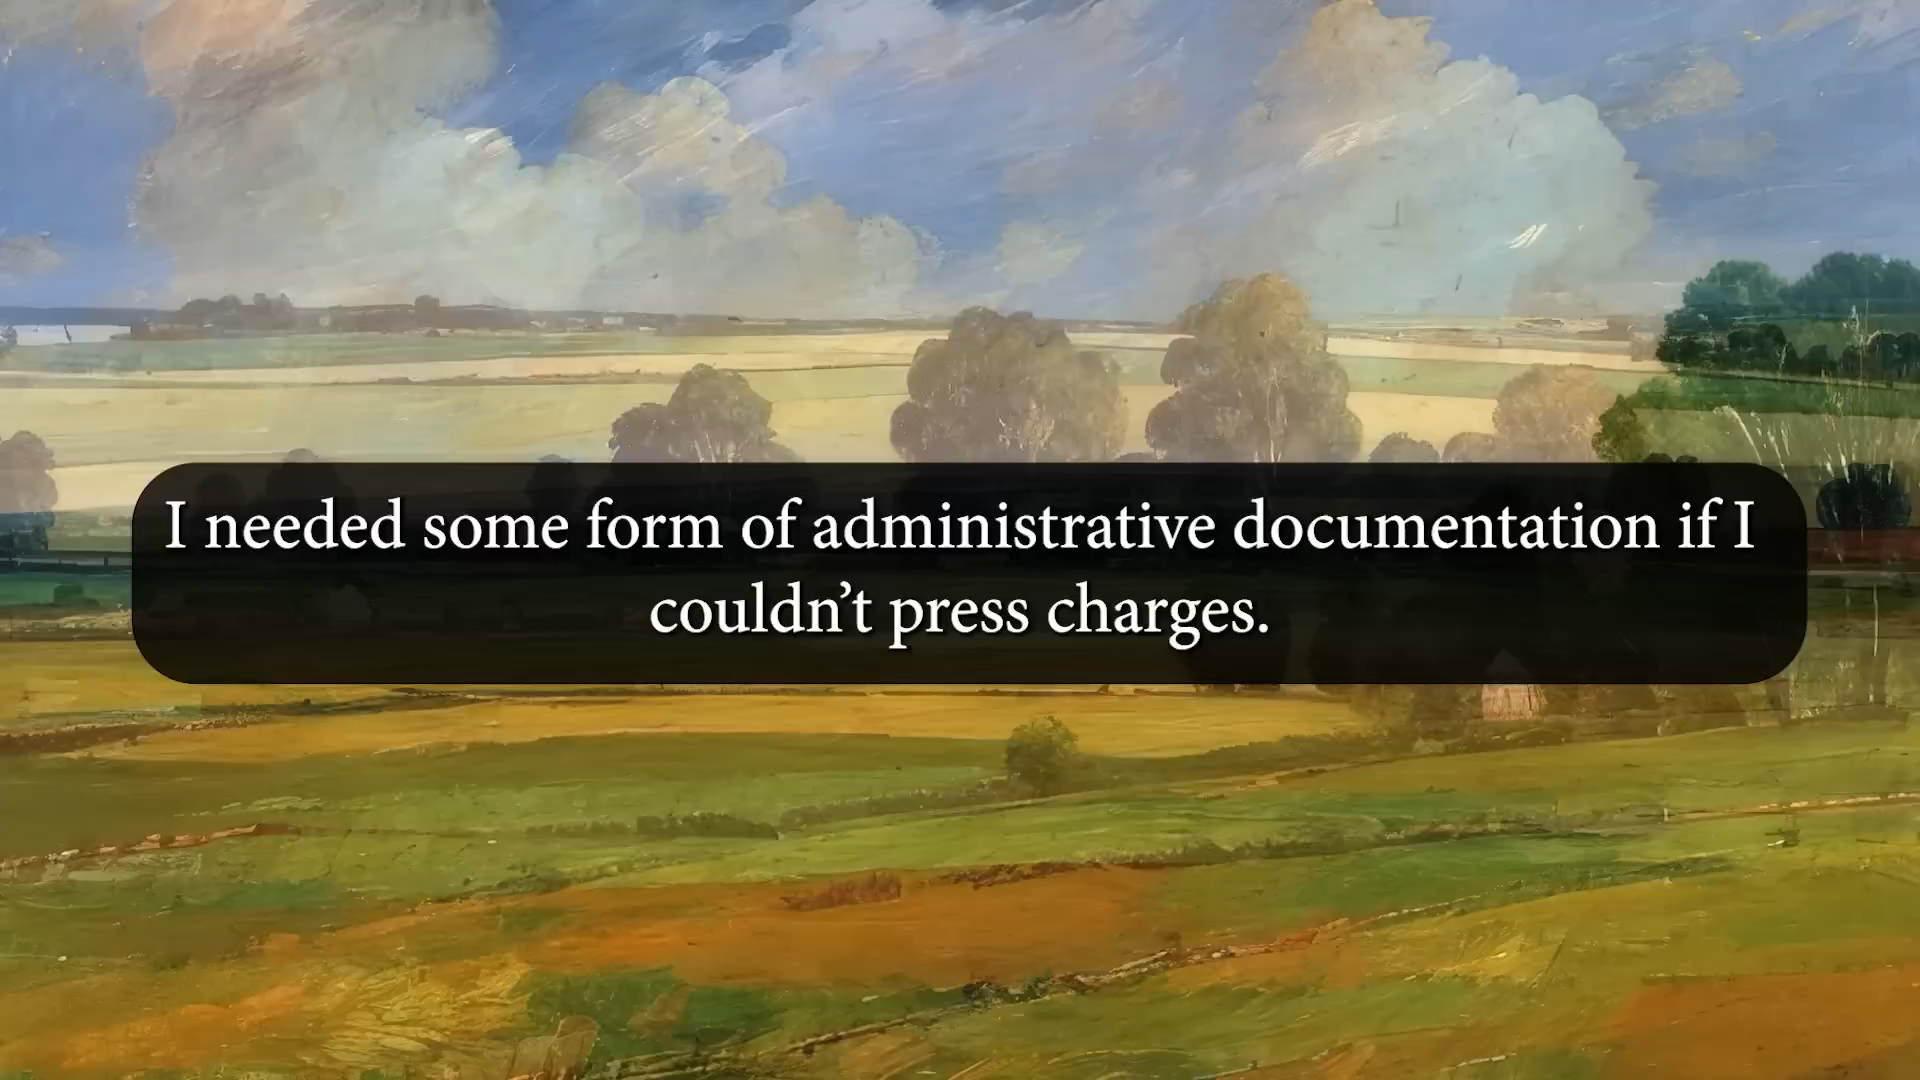 I needed some form of administrative documentation if I
couldn’t press charges.